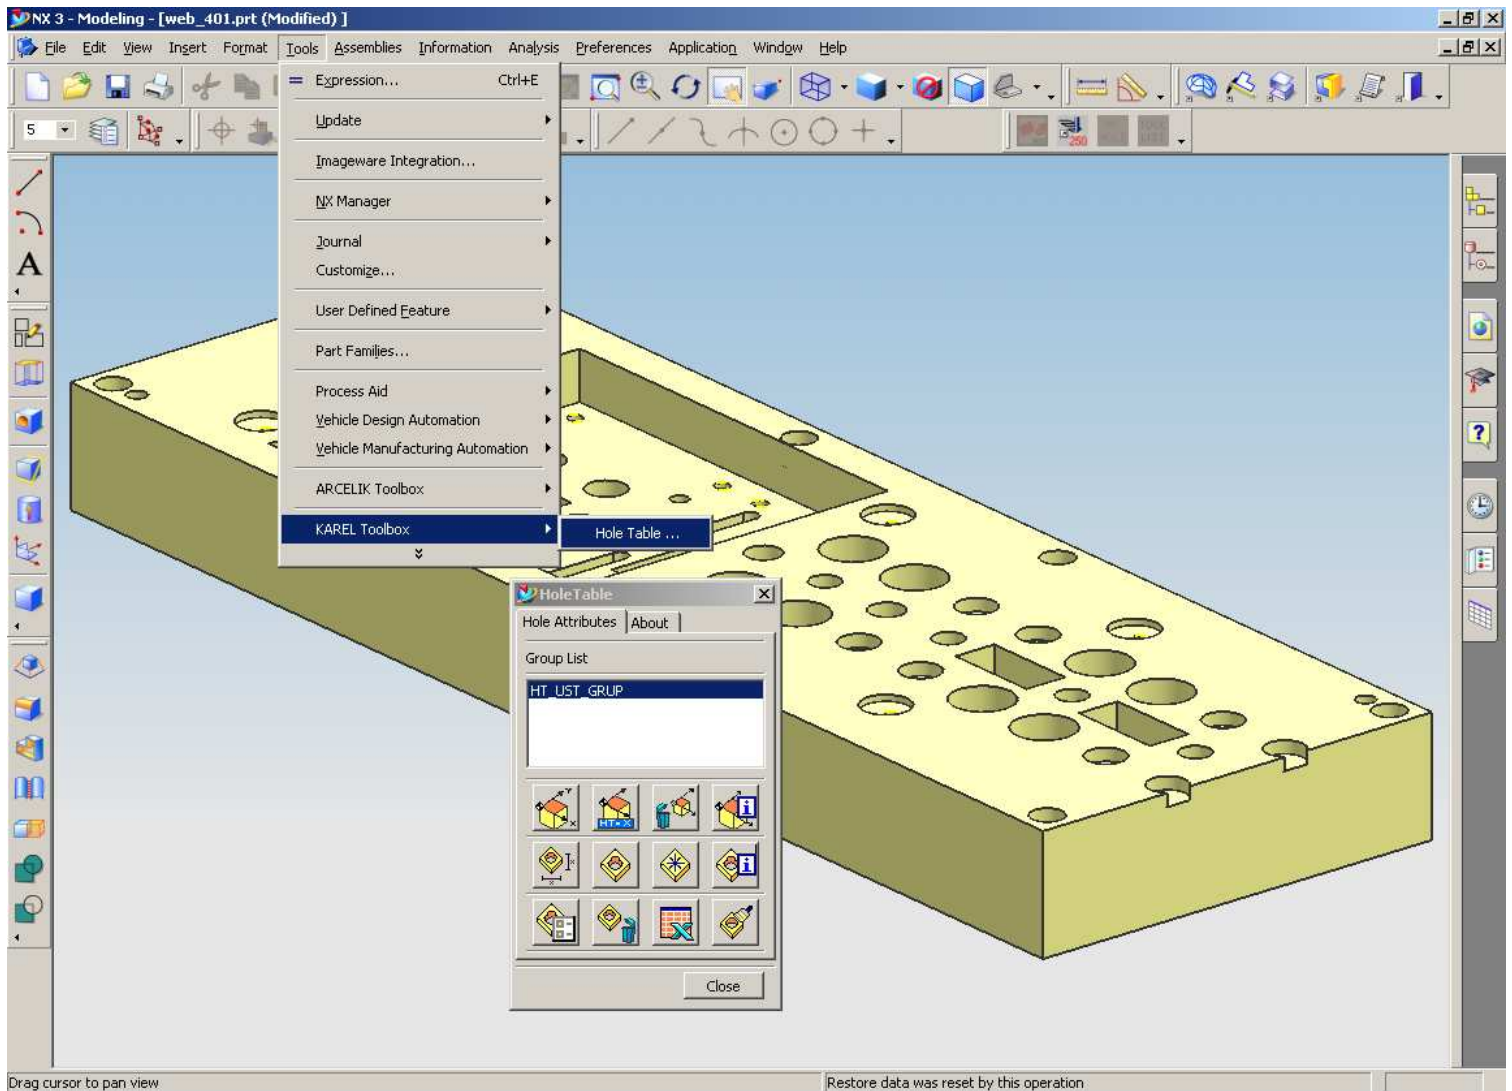 NX 3 - Modeling - [web_401.prt (Modified) ]
File Edit View Insert Format Tools Assemblies Information Analysis Preferences Application Window Help
= Expression... Ctrl+E
Update
Imageware Integration...
NX Manager
Journal
Customize...
User Defined Feature
Part Families...
Process Aid
Vehicle Design Automation
Vehicle Manufacturing Automation
ARCELIK Toolbox
KAREL Toolbox
Hole Table ...
5
250
A
HoleTable
Hole Attributes About
Group List
HT_UST_GRUP
HT= X
Close
Drag cursor to pan view
Restore data was reset by this operation